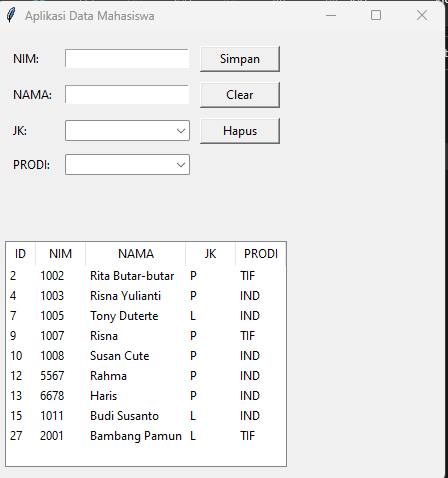 Aplikasi Data Mahasiswa
NIM: Simpan
NAMA: Clear
JK: Hapus
PRODI:
ID NIM NAMA JK PRODI
2 1002 Rita Butar-butar P TIF
4 1003 Risna Yulianti P IND
7 1005 Tony Duterte L IND
9 1007 Risna P TIF
10 1008 Susan Cute P IND
12 5567 Rahma P IND
13 6678 Haris P IND
15 1011 Budi Susanto L IND
27 2001 Bambang Pamun L TIF